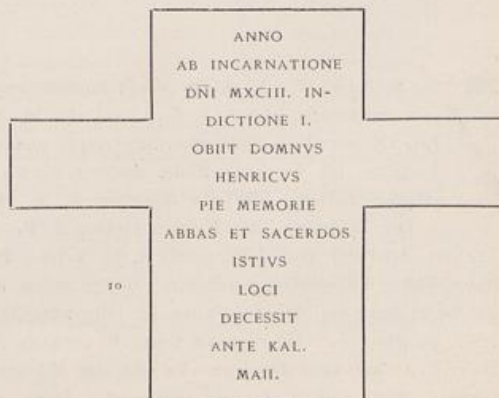 ANNO
AB INCARNATIONE
DN̅I MXCIII. IN-
DICTIONE I.
OBIIT DOMNVS
HENRICVS
PIE MEMORIE
ABBAS ET SACERDOS
ISTIVS
10 LOCI
DECESSIT
ANTE KAL.
MAII.